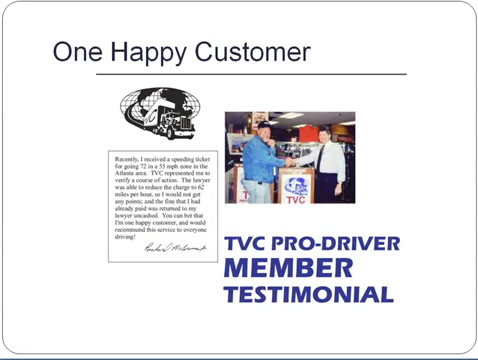 One Happy Customer
Recently, I received a speeding ticket
for going 72 in a 55 mph zone in the
Atlanta area. TVC represented me to
verify a course of action. The lawyer
was able to reduce the charge to 62
miles per hour, so I would not get
any points; and the fine that I had
already paid was returned to my
lawyer uncashed. You can bet that
I'm one happy customer, and would
recommend this service to everyone
driving!
TVC
TVC PRO-DRIVER
MEMBER
TESTIMONIAL